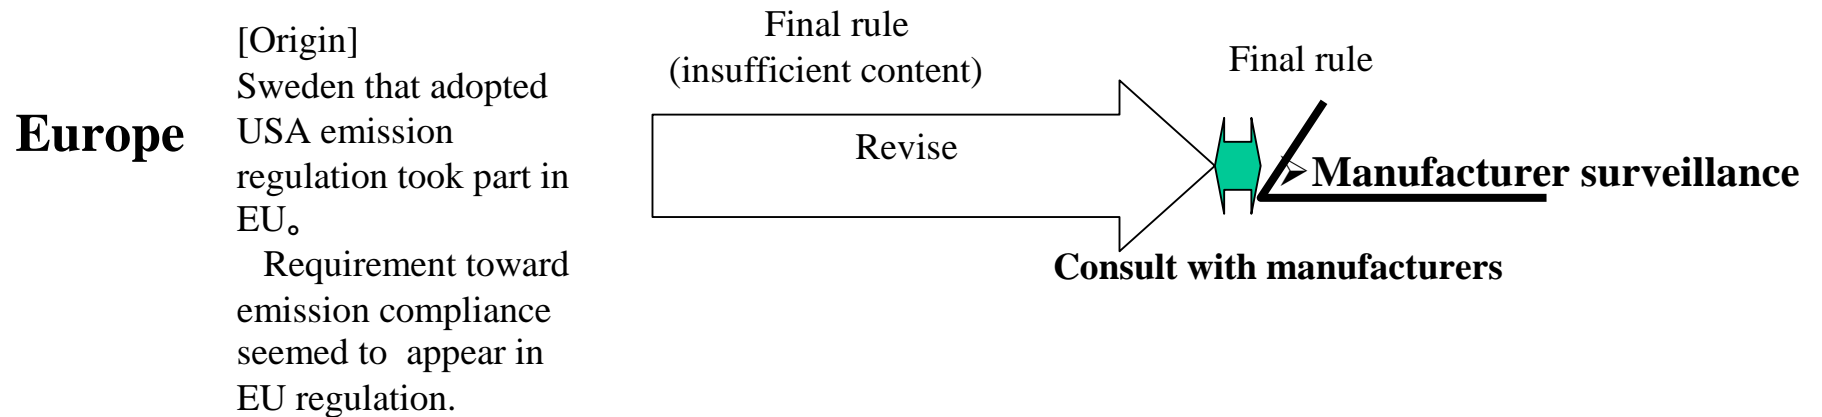 Europe
[Origin]
Sweden that adopted
USA emission
regulation took part in
EU。
Requirement toward
emission compliance
seemed to appear in
EU regulation.
Final rule
(insufficient content)
Revise
Final rule
➢Manufacturer surveillance
Consult with manufacturers